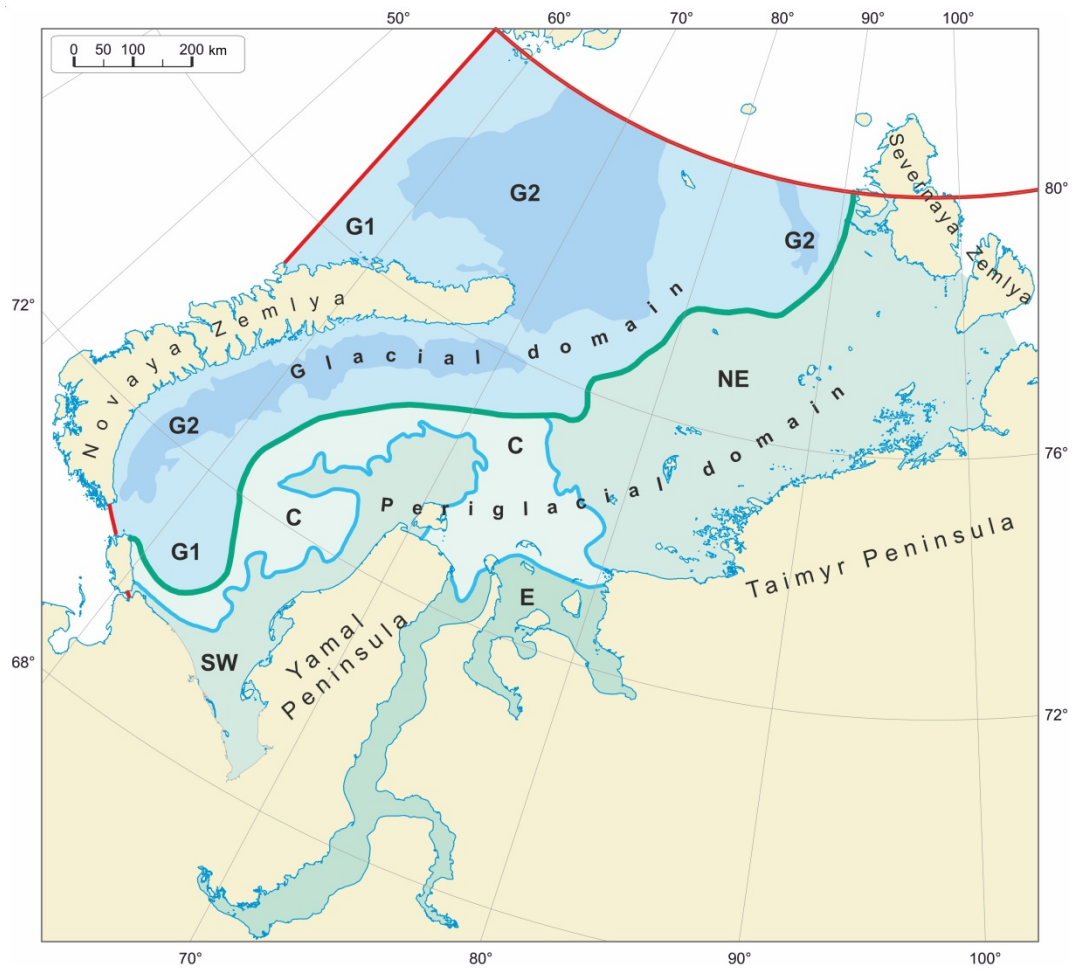 50° 60° 70° 80° 90° 100°
0 50 100 200 km
Severnaya
Zemlya
80°
G2
G1
G2
72°
Novaya Zemlya
Glacial domain
NE
G2
C
76°
C
Periglacial domain
G1
Taimyr Peninsula
E
Yamal
Peninsula
SW
68°
72°
70° 80° 90° 100°